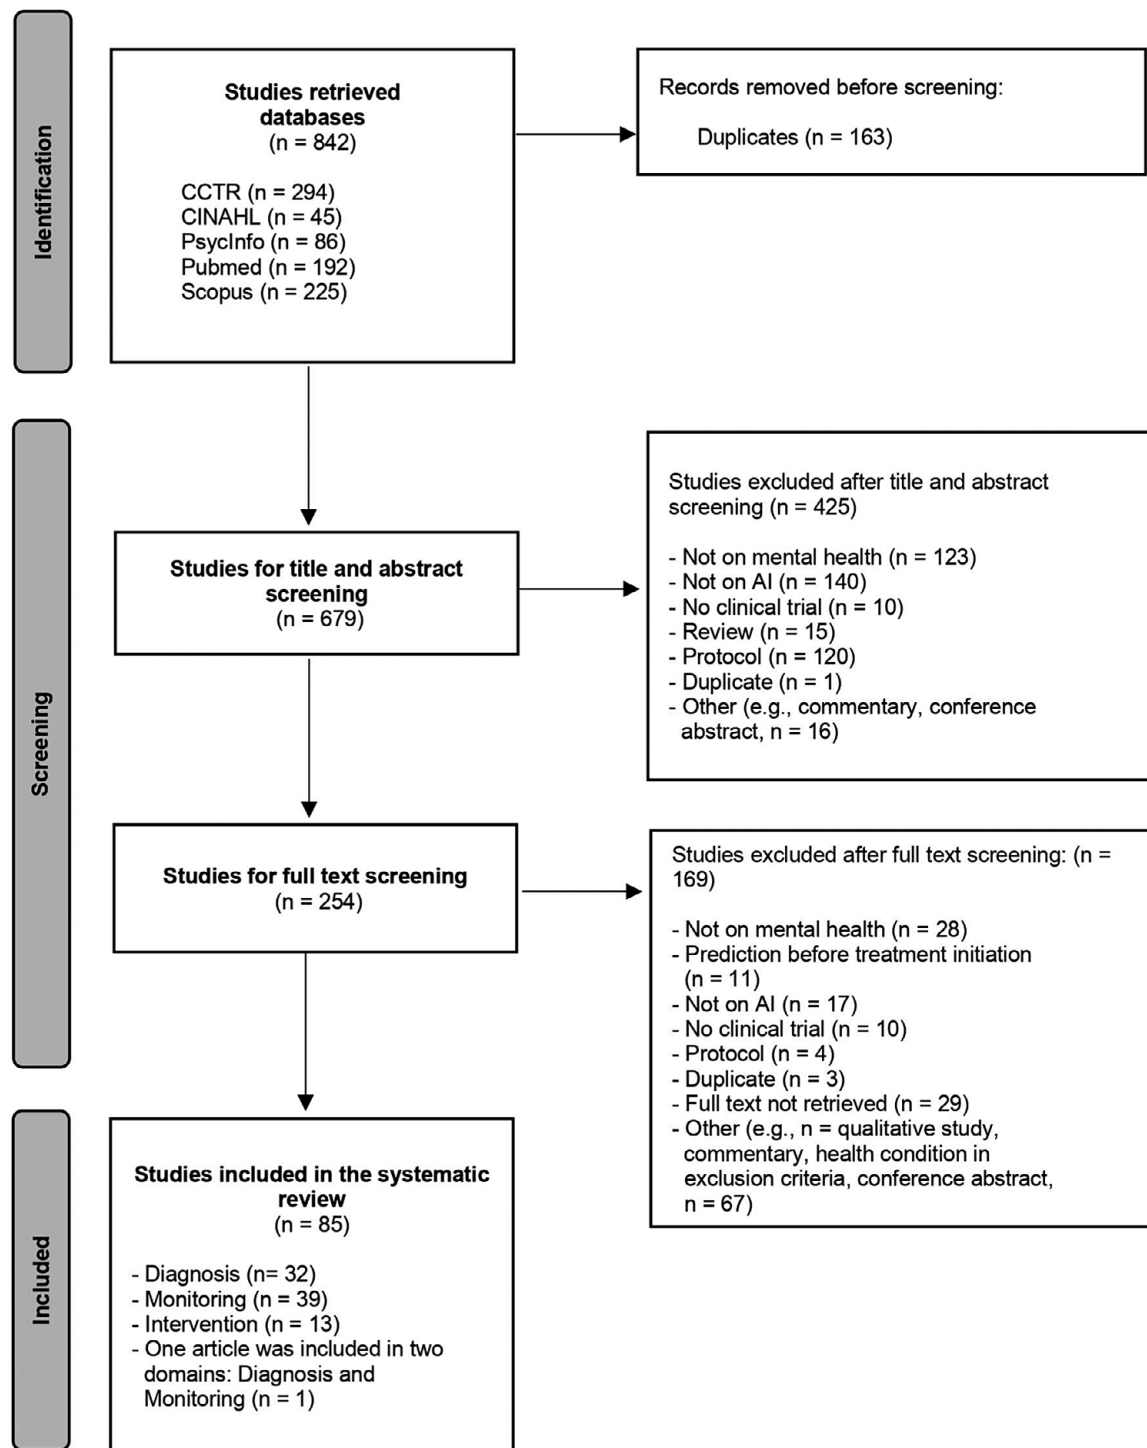 Identification
Studies retrieved
databases
(n = 842)
CCTR (n = 294)
CINAHL (n = 45)
PsycInfo (n = 86)
Pubmed (n = 192)
Scopus (n = 225)
Records removed before screening:
Duplicates (n = 163)
Screening
Studies for title and abstract
screening
(n = 679)
Studies excluded after title and abstract
screening (n = 425)
- Not on mental health (n = 123)
- Not on AI (n = 140)
- No clinical trial (n = 10)
- Review (n = 15)
- Protocol (n = 120)
- Duplicate (n = 1)
- Other (e.g., commentary, conference
abstract, n = 16)
Studies for full text screening
(n = 254)
Studies excluded after full text screening: (n =
169)
- Not on mental health (n = 28)
- Prediction before treatment initiation
(n = 11)
- Not on AI (n = 17)
- No clinical trial (n = 10)
- Protocol (n = 4)
- Duplicate (n = 3)
- Full text not retrieved (n = 29)
- Other (e.g., n = qualitative study,
commentary, health condition in
exclusion criteria, conference abstract,
n = 67)
Included
Studies included in the systematic
review
(n = 85)
- Diagnosis (n= 32)
- Monitoring (n = 39)
- Intervention (n = 13)
- One article was included in two
domains: Diagnosis and
Monitoring (n = 1)